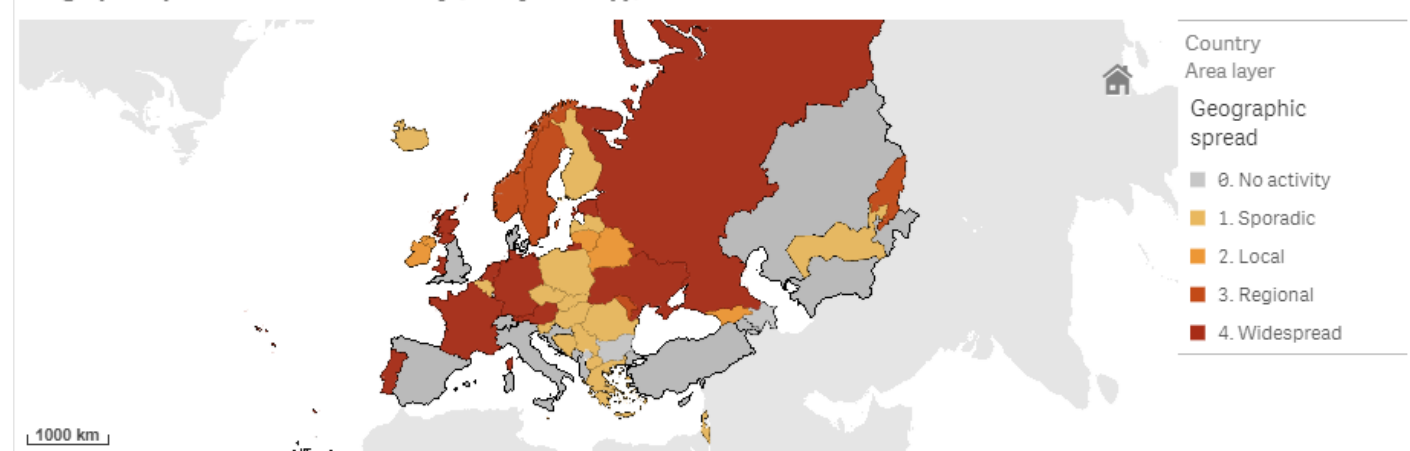 Country
Area layer
Geographic
spread
0. No activity
1. Sporadic
2. Local
3. Regional
4. Widespread
1000 km